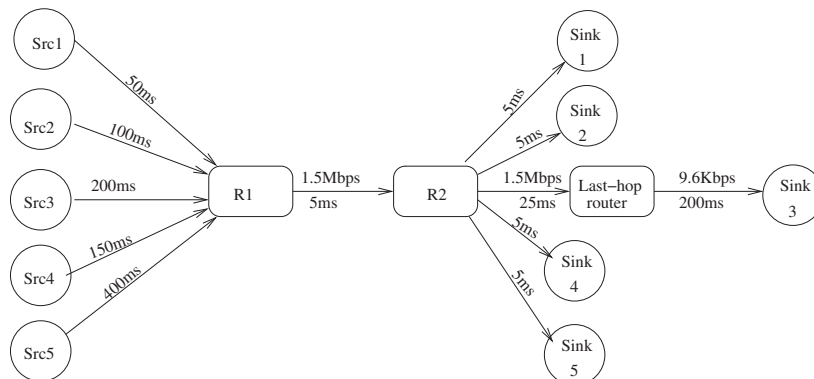 Src1
Src2
Src3
Src4
Src5
50ms
100ms
200ms
150ms
400ms
R1
1.5Mbps
5ms
R2
5ms
5ms
1.5Mbps
25ms
5ms
5ms
Last-hop
router
9.6Kbps
200ms
Sink
1
Sink
2
Sink
3
Sink
4
Sink
5